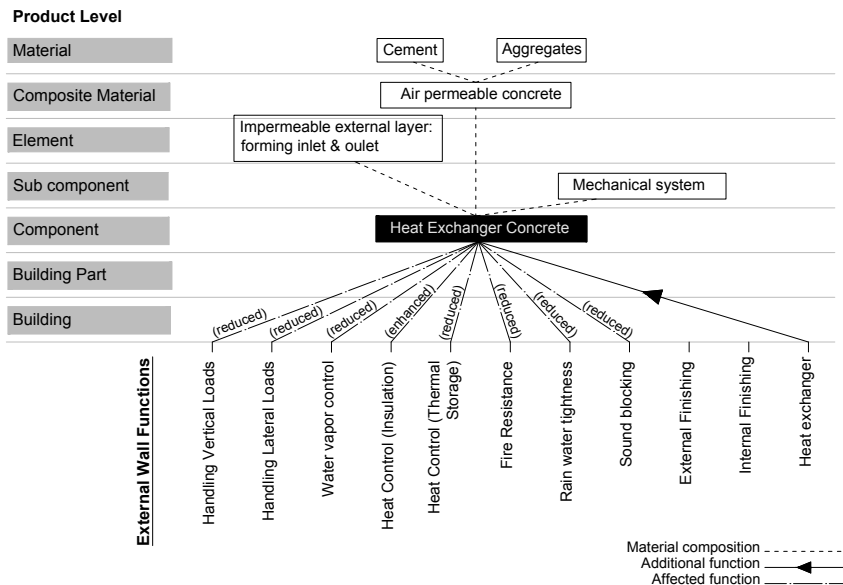 Product Level
Material
Cement
Aggregates
Composite Material
Air permeable concrete
Element
Impermeable external layer:
forming inlet & oulet
Sub component
Mechanical system
Component
Heat Exchanger Concrete
Building Part
Building
(reduced)
(reduced)
(reduced)
(enhanced)
(reduced)
(reduced)
(reduced)
(reduced)
External Wall Functions
Handling Vertical Loads
Handling Lateral Loads
Water vapor control
Heat Control (Insulation)
Heat Control (Thermal
Storage)
Fire Resistance
Rain water tightness
Sound blocking
External Finishing
Internal Finishing
Heat exchanger
Material composition
Additional function
Affected function